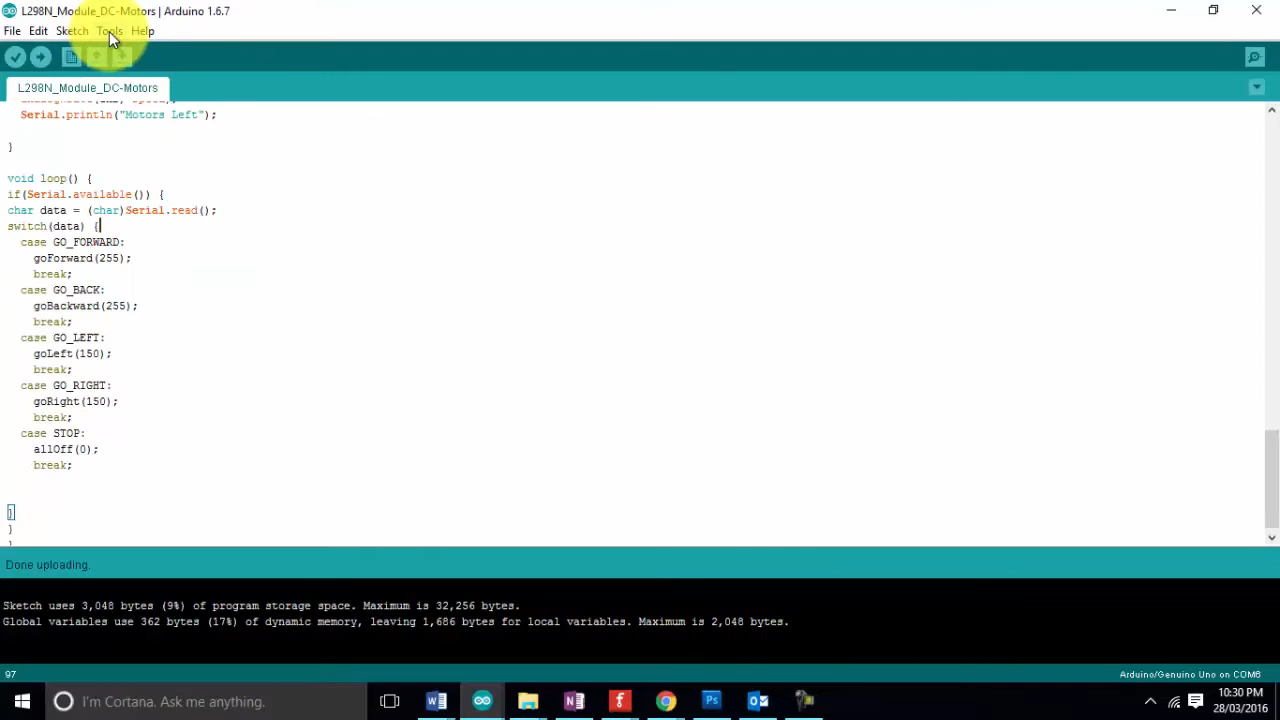 L298N_Module_DC-Motors | Arduino 1.6.7
File Edit Sketch Tools Help
L298N_Module_DC-Motors
Serial.println("Motors Left");
}
void loop() {
if(Serial.available()) {
char data = (char)Serial.read();
switch(data) {
case GO_FORWARD:
goForward(255);
break;
case GO_BACK:
goBackward(255);
break;
case GO_LEFT:
goLeft(150);
break;
case GO_RIGHT:
goRight(150);
break;
case STOP:
allOff(0);
break;
}
}
Done uploading.
Sketch uses 3,048 bytes (9%) of program storage space. Maximum is 32,256 bytes.
Global variables use 362 bytes (17%) of dynamic memory, leaving 1,686 bytes for local variables. Maximum is 2,048 bytes.
97 Arduino/Genuino Uno on COM6
I'm Cortana. Ask me anything.
10:30 PM
28/03/2016